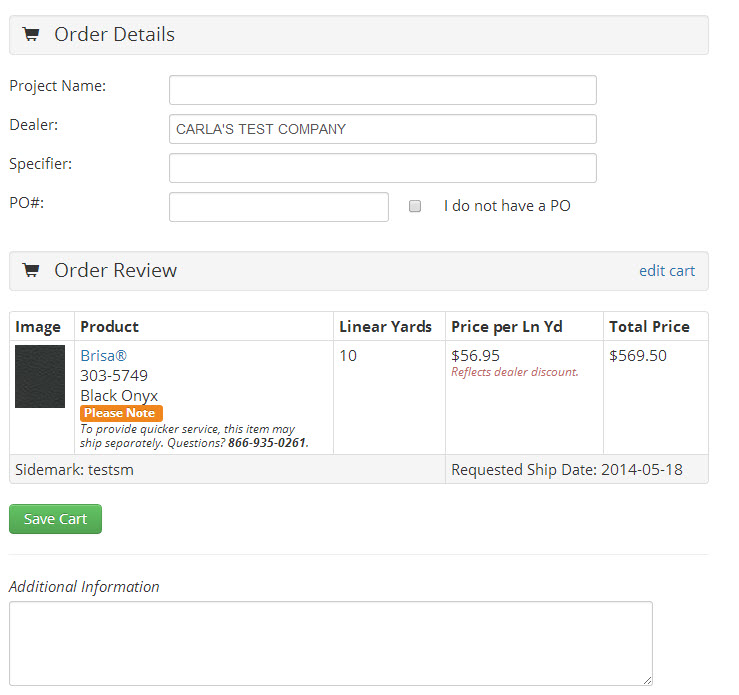 Order Details
Project Name:
Dealer: CARLA'S TEST COMPANY
Specifier:
PO#: I do not have a PO
Order Review edit cart
Image Product Linear Yards Price per Ln Yd Total Price
Brisa® 10 $56.95 $569.50
303-5749 Reflects dealer discount.
Black Onyx
Please Note
To provide quicker service, this item may
ship separately. Questions? 866-935-0261.
Sidemark: testsm Requested Ship Date: 2014-05-18
Save Cart
Additional Information